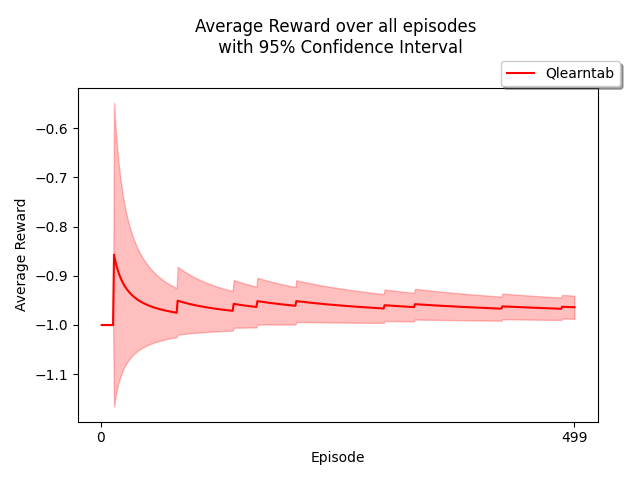 Average Reward over all episodes
with 95% Confidence Interval
Qlearntab
−0.6
−0.7
−0.8
−0.9
−1.0
−1.1
Average Reward
0
499
Episode